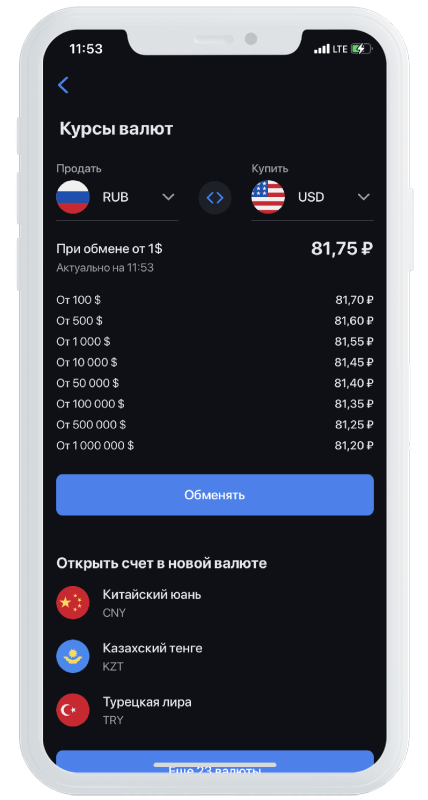 11:53
LTE
Курсы валют
Продать Купить
RUB USD
При обмене от 1$ 81,75 ₽
Актуально на 11:53
От 100 $ 81,70 ₽
От 500 $ 81,60 ₽
От 1 000 $ 81,55 ₽
От 10 000 $ 81,45 ₽
От 50 000 $ 81,40 ₽
От 100 000 $ 81,35 ₽
От 500 000 $ 81,25 ₽
От 1 000 000 $ 81,20 ₽
Обменять
Открыть счет в новой валюте
Китайский юань
CNY
Казахский тенге
KZT
Турецкая лира
TRY
Еще 23 валюты